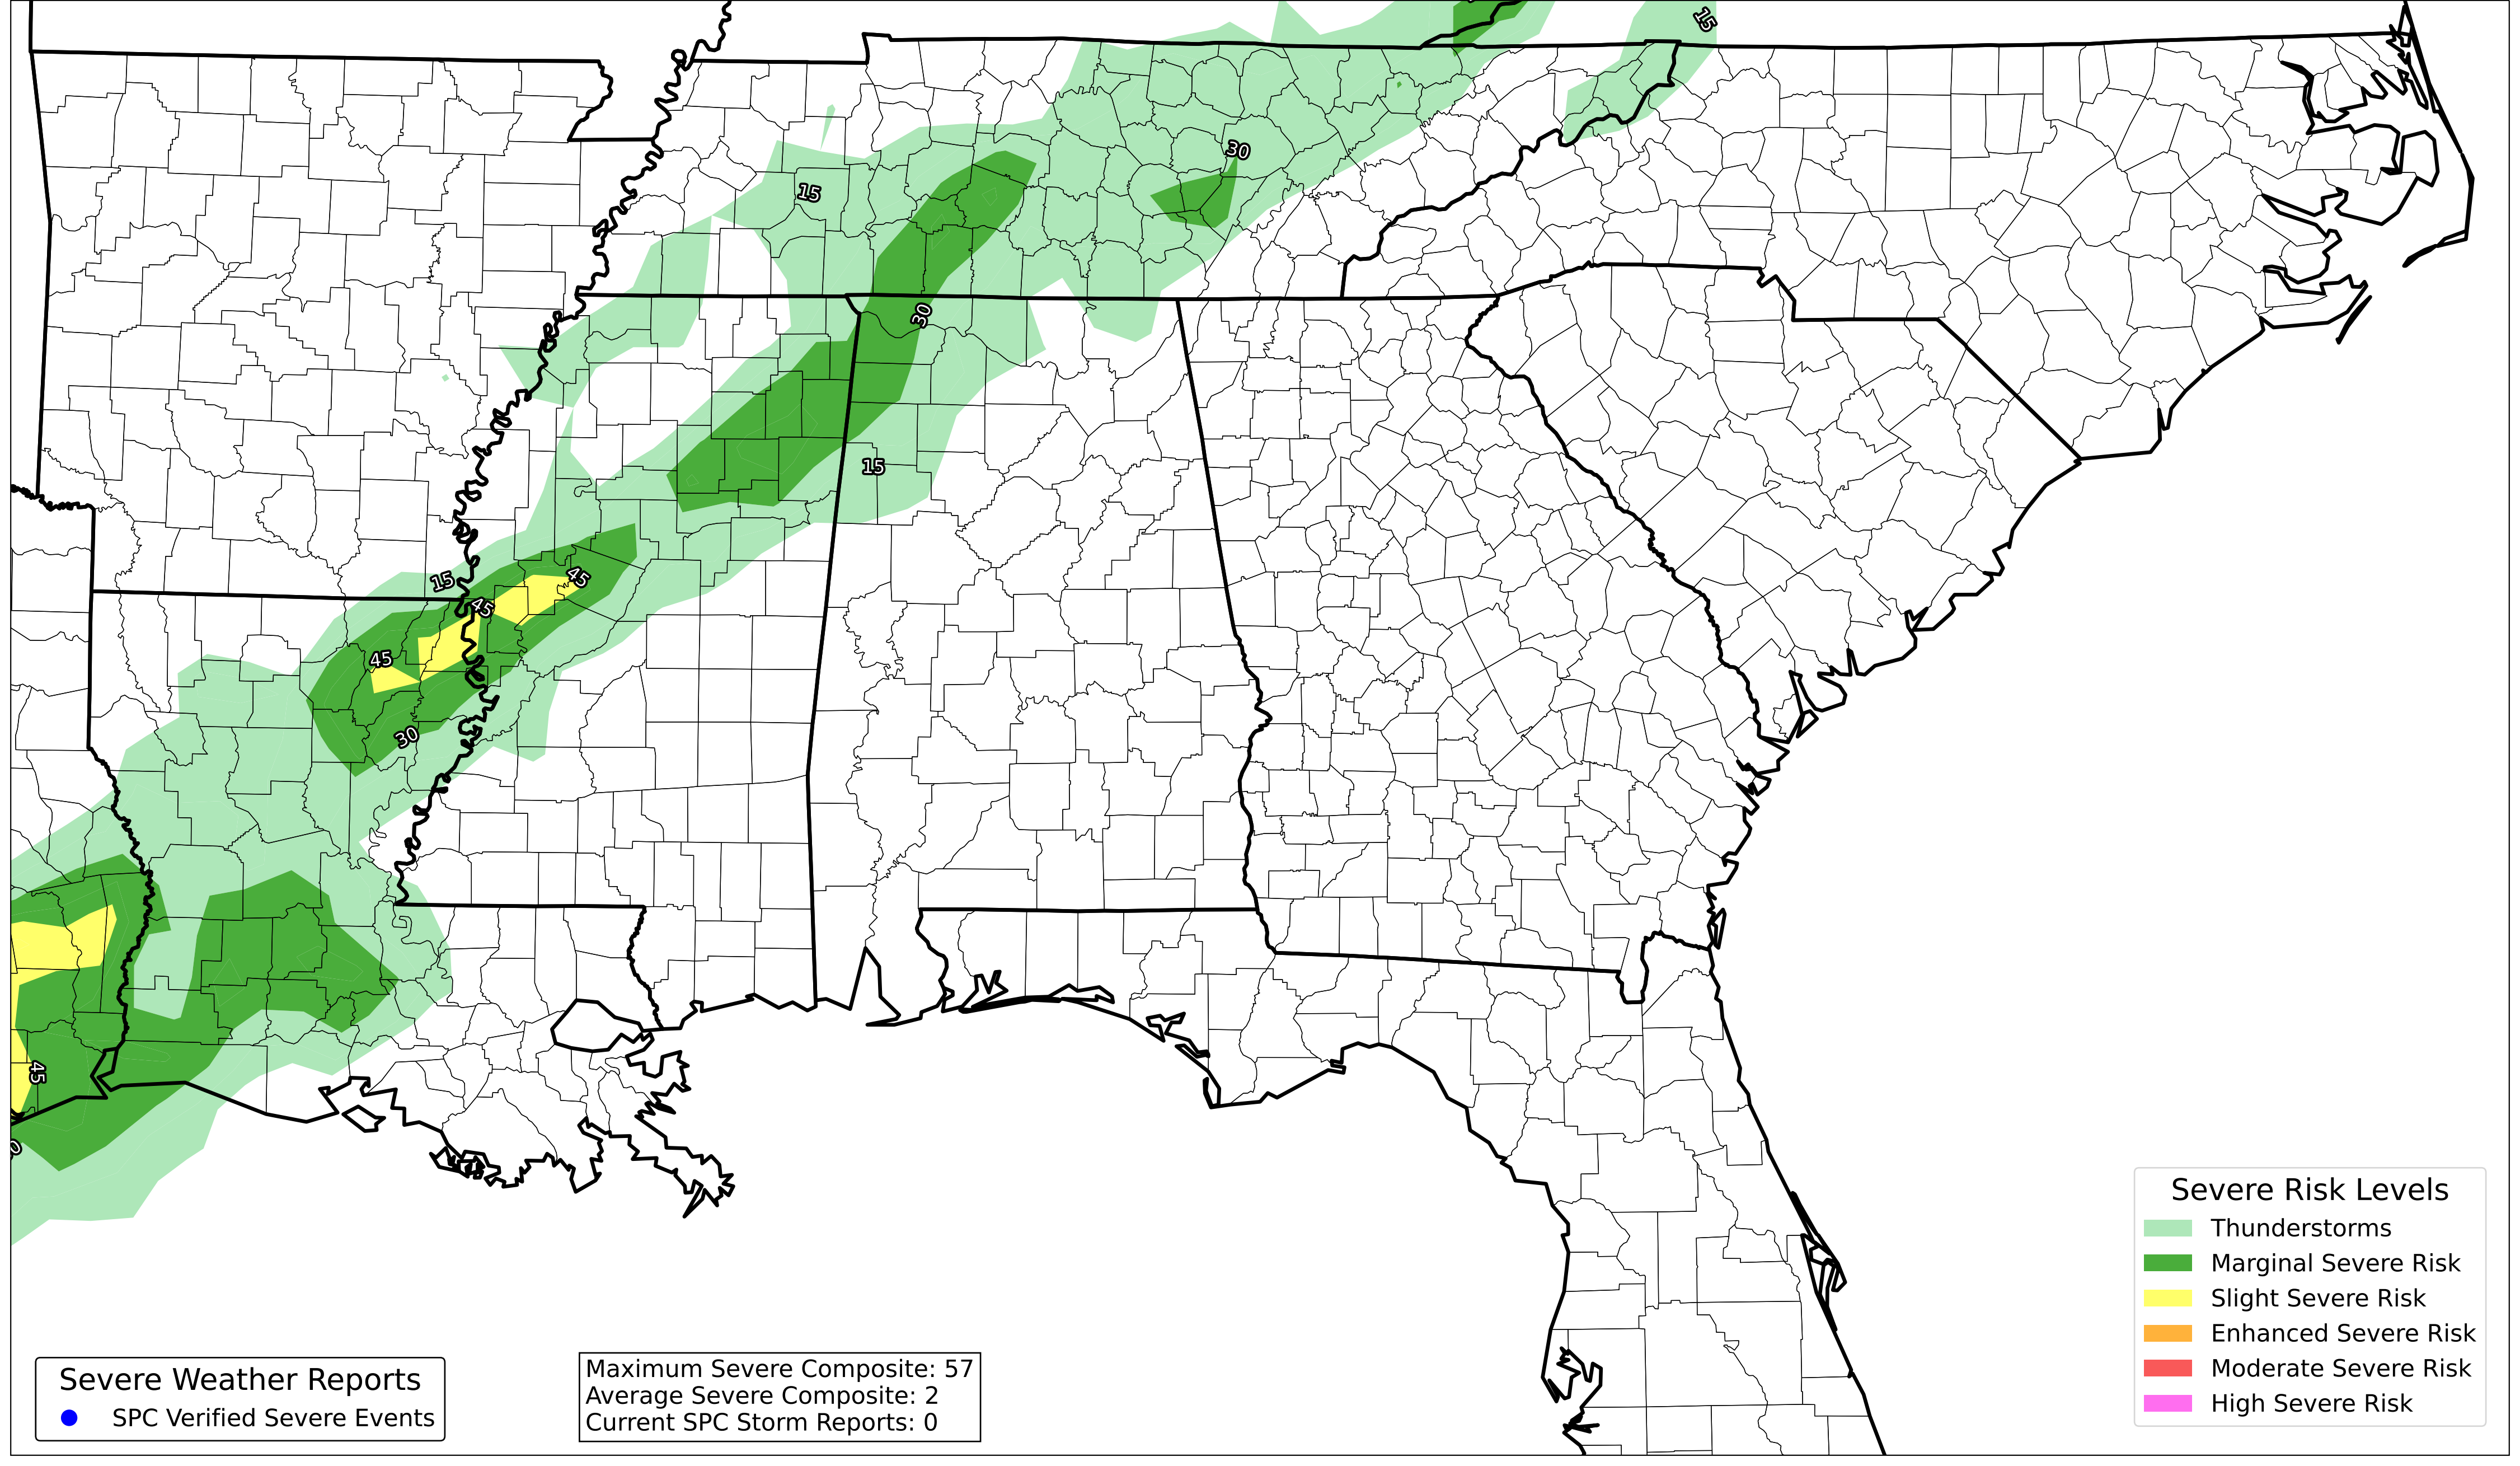 15
30
15
30
15
15
45
45
45
30
45
Severe Risk Levels
Thunderstorms
Marginal Severe Risk
Slight Severe Risk
Enhanced Severe Risk
Moderate Severe Risk
High Severe Risk
Severe Weather Reports
SPC Verified Severe Events
Maximum Severe Composite: 57
Average Severe Composite: 2
Current SPC Storm Reports: 0